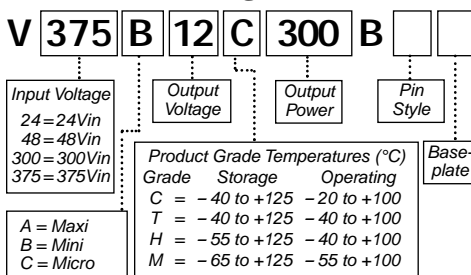 V 375 B 12 C 300 B
Input Voltage
24 = 24Vin
48 = 48Vin
300 = 300Vin
375 = 375Vin
Output
Voltage
Output
Power
Pin
Style
Base-
plate
Product Grade Temperatures (°C)
Grade Storage Operating
C = – 40 to +125 – 20 to +100
T = – 40 to +125 – 40 to +100
H = – 55 to +125 – 40 to +100
M = – 65 to +125 – 55 to +100
A = Maxi
B = Mini
C = Micro